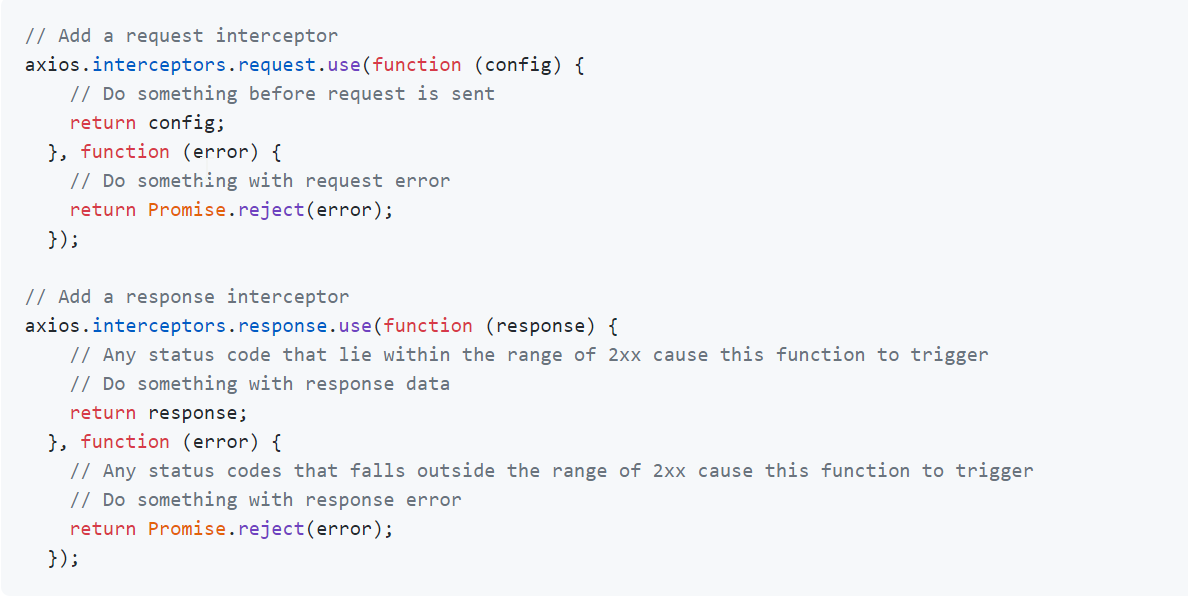 // Add a request interceptor
axios.interceptors.request.use(function (config) {
    // Do something before request is sent
    return config;
  }, function (error) {
    // Do something with request error
    return Promise.reject(error);
  });

// Add a response interceptor
axios.interceptors.response.use(function (response) {
    // Any status code that lie within the range of 2xx cause this function to trigger
    // Do something with response data
    return response;
  }, function (error) {
    // Any status codes that falls outside the range of 2xx cause this function to trigger
    // Do something with response error
    return Promise.reject(error);
  });